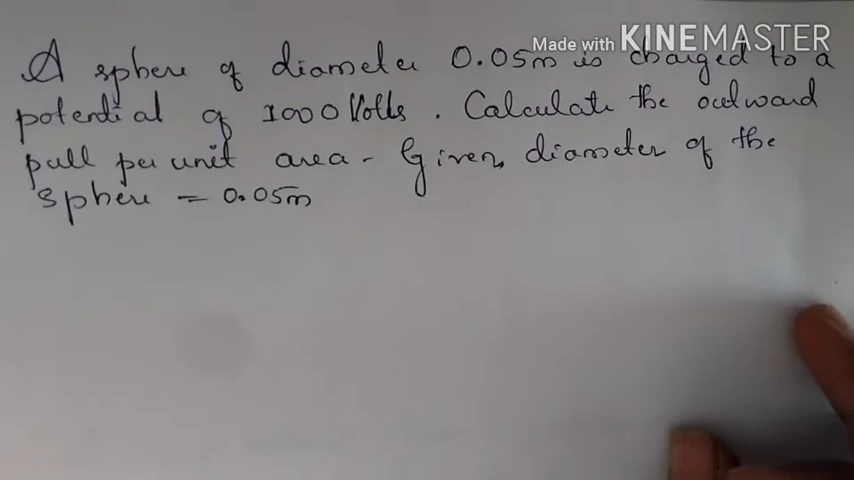 Made with KINEMASTER
A sphere of diameter 0.05m is charged to a
potential of 1000 Volts. Calculate the outward
pull per unit area. Given, diameter of the
sphere = 0.05m